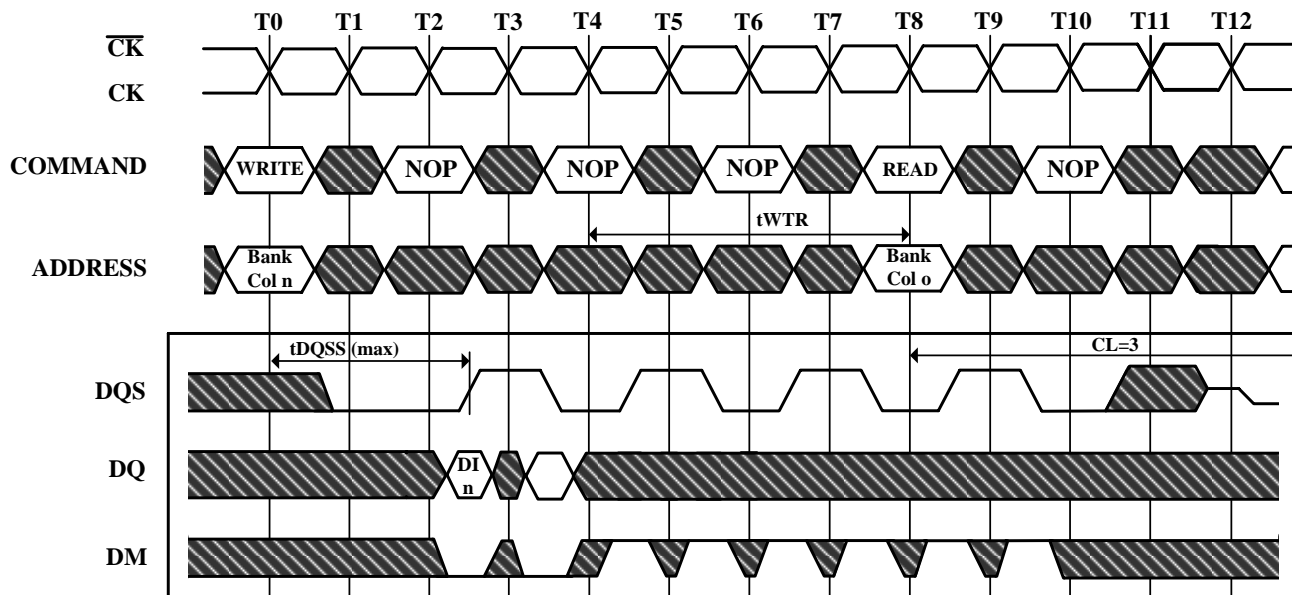 T0 T1 T2 T3 T4 T5 T6 T7 T8 T9 T10 T11 T12
CK
CK
COMMAND WRITE NOP NOP NOP READ NOP
tWTR
ADDRESS Bank Col n Bank Col o
tDQSS (max) CL=3
DQS
DQ DI n
DM